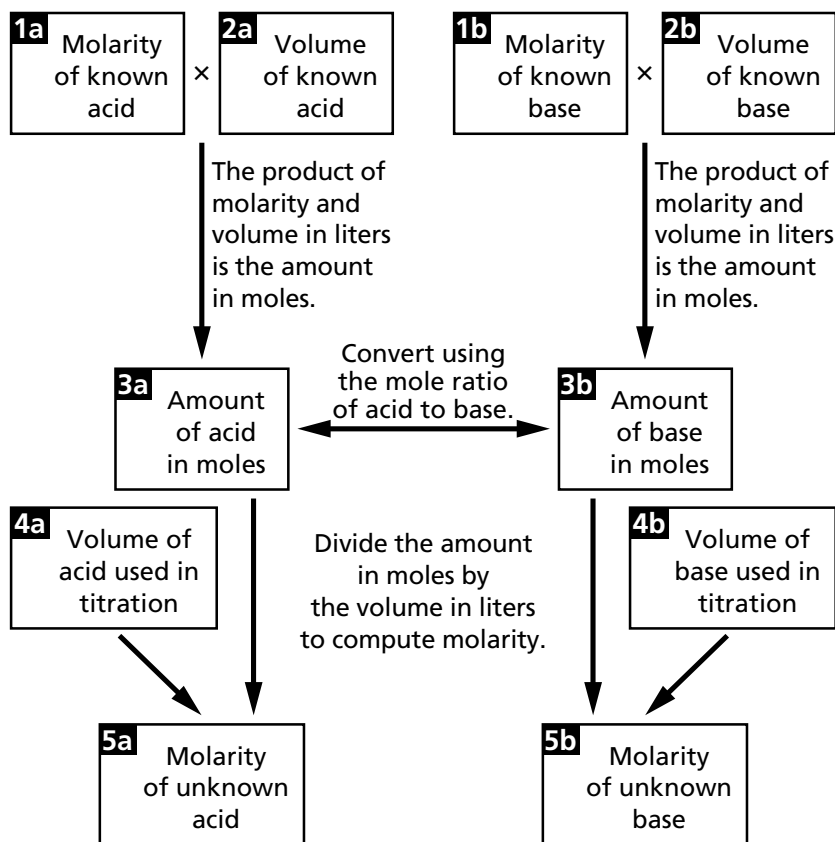 1a
Molarity
of known
acid
×
2a
Volume
of known
acid
1b
Molarity
of known
base
×
2b
Volume
of known
base
The product of
molarity and
volume in liters
is the amount
in moles.
The product of
molarity and
volume in liters
is the amount
in moles.
3a
Amount
of acid
in moles
Convert using
the mole ratio
of acid to base.
3b
Amount
of base
in moles
4a
Volume of
acid used in
titration
Divide the amount
in moles by
the volume in liters
to compute molarity.
4b
Volume of
base used in
titration
5a
Molarity
of unknown
acid
5b
Molarity
of unknown
base